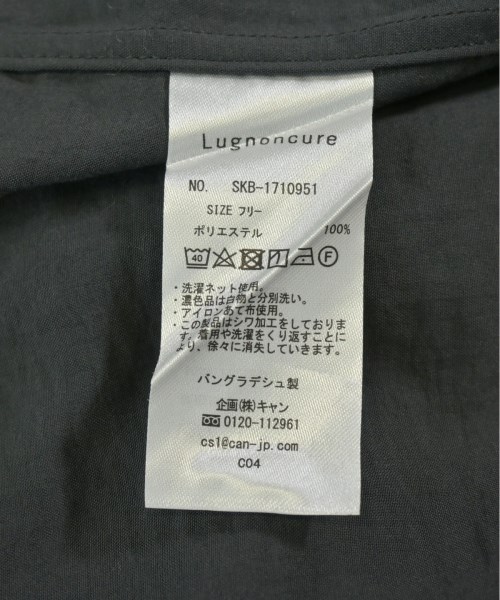 Lugnoncure
NO. SKB-1710951
SIZE フリー
ポリエステル 100%
40 F
・洗濯ネット使用。
・濃色品は白物と分別洗い。
・アイロンあて布使用。
・この製品はシワ加工をしておりま
す。着用や洗濯をくり返すことに
より、徐々に消失していきます。
バングラデシュ製
企画(株)キャン
0120-112961
cs1@can-jp.com
C04